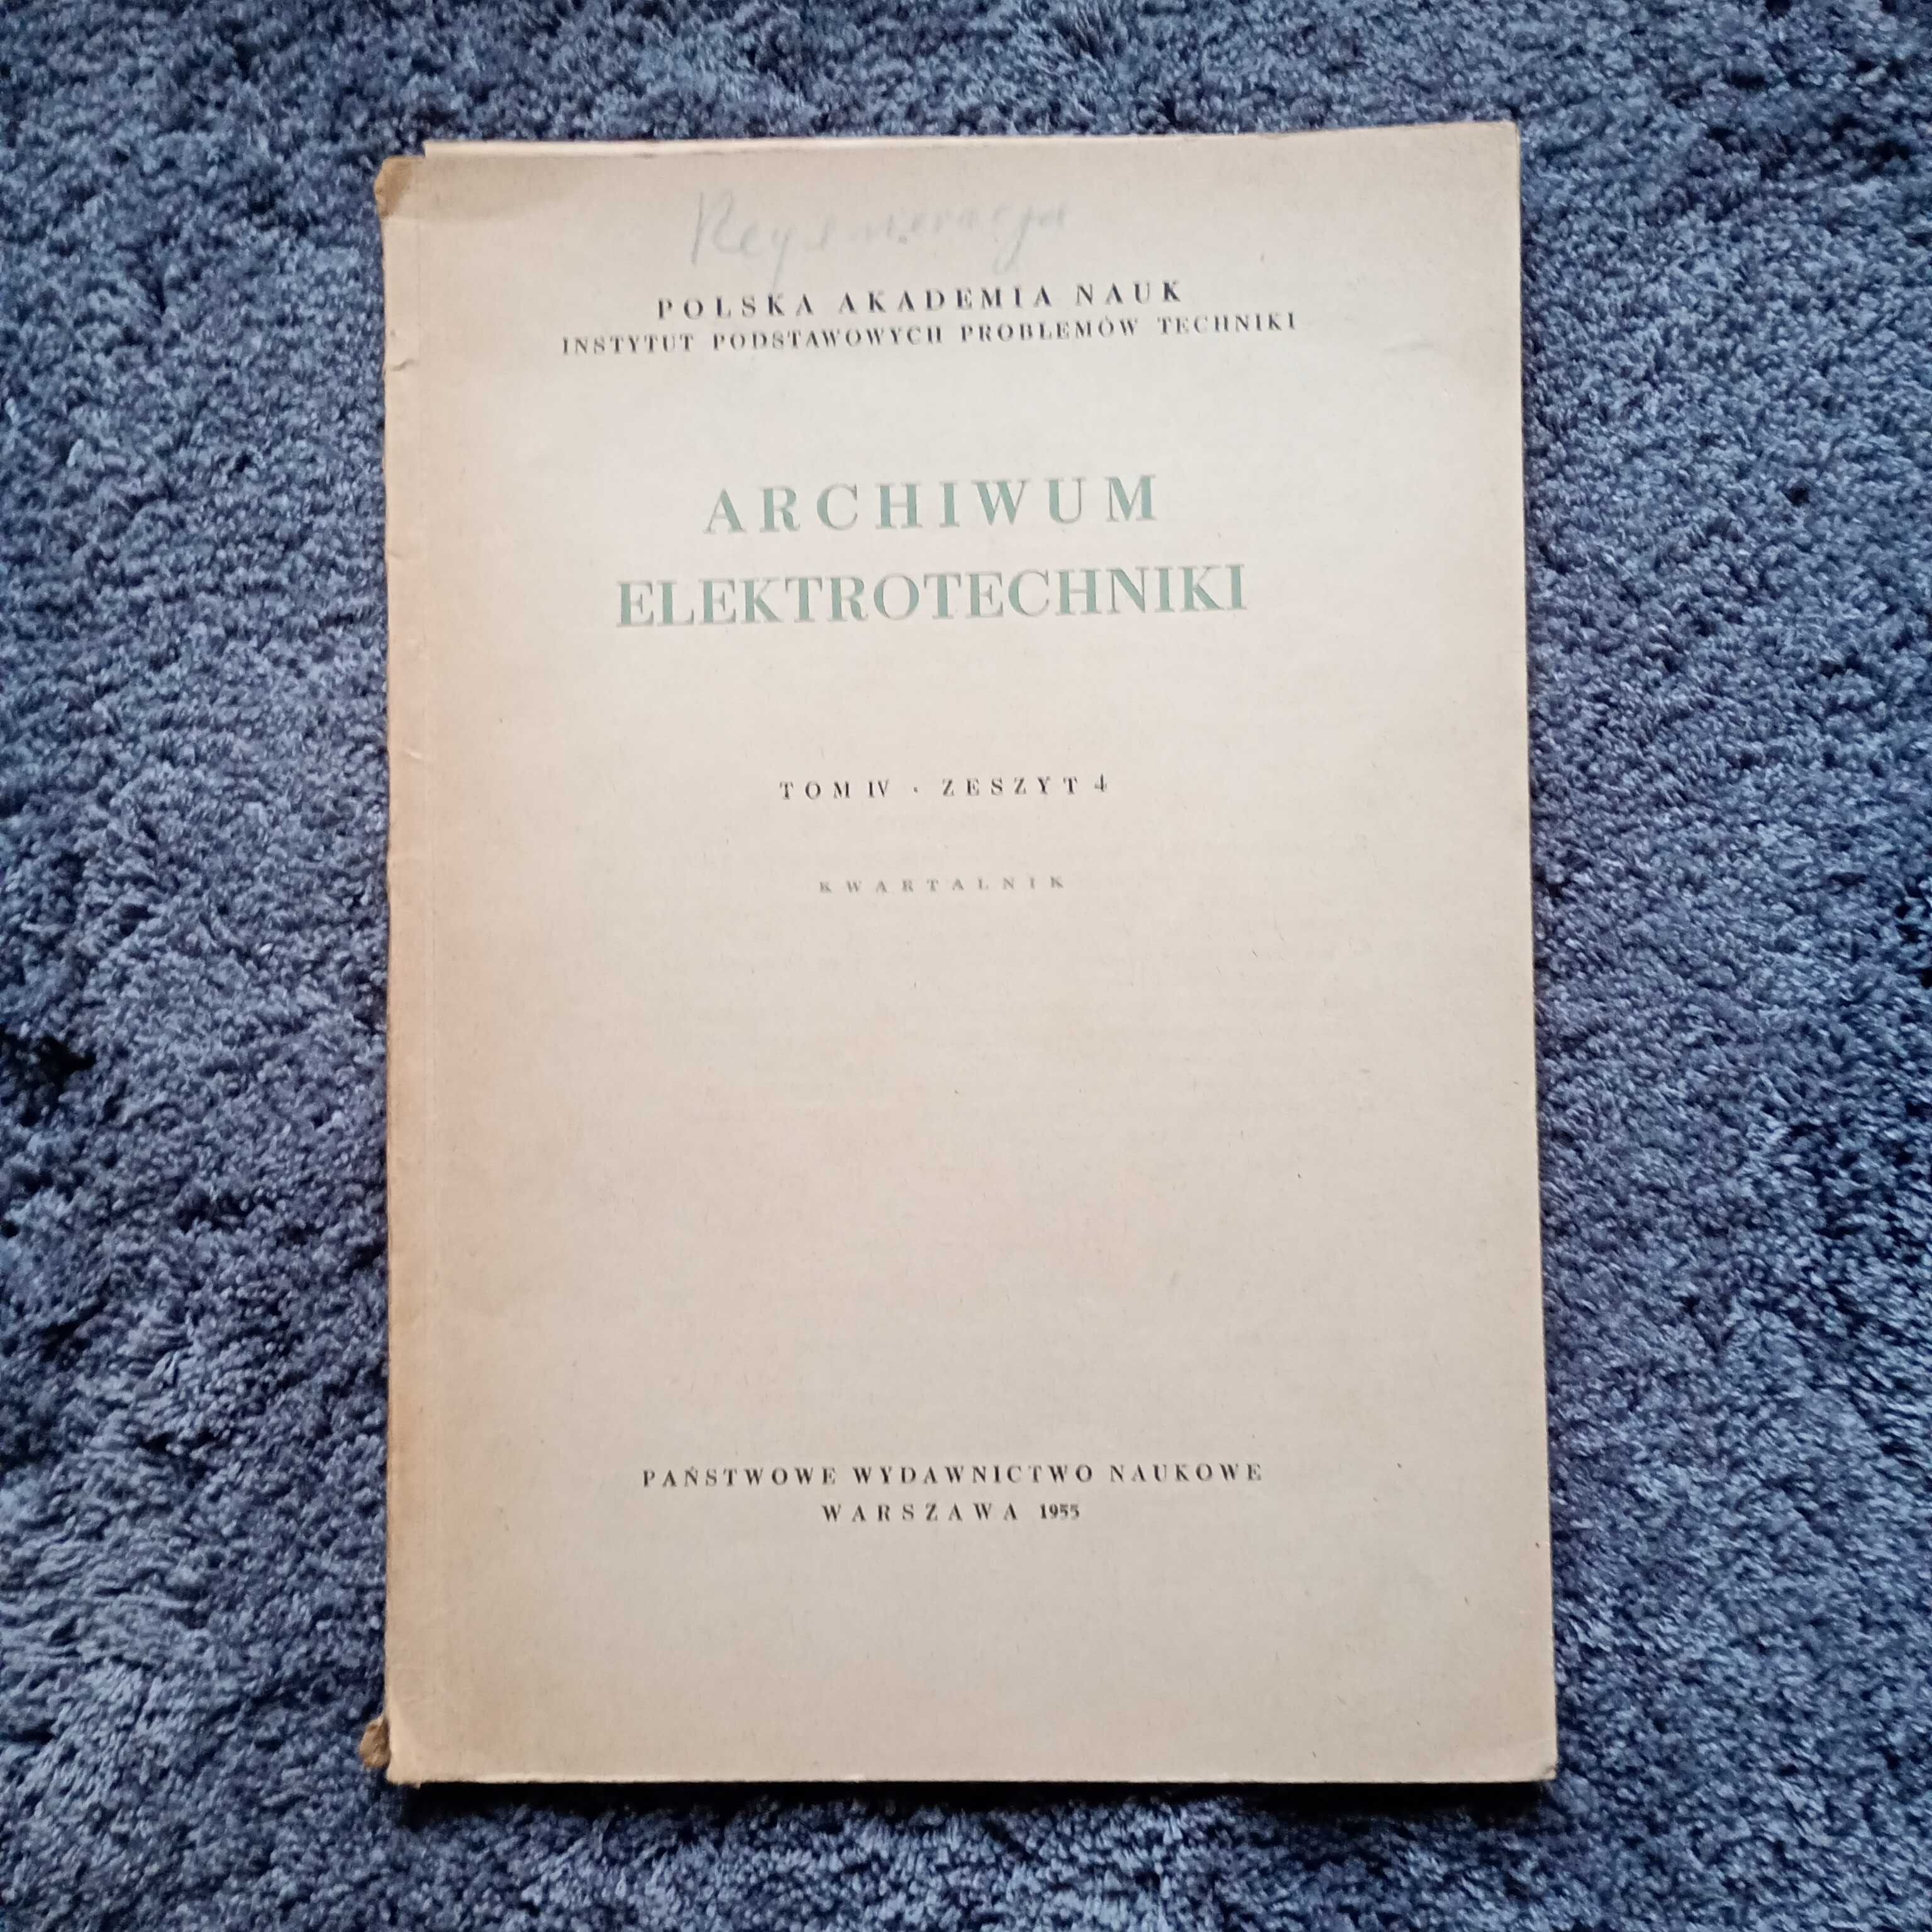 Regeneracja
POLSKA AKADEMIA NAUK
INSTYTUT PODSTAWOWYCH PROBLEMÓW TECHNIKI
ARCHIWUM
ELEKTROTECHNIKI
TOM IV · ZESZYT 4
KWARTALNIK
PAŃSTWOWE WYDAWNICTWO NAUKOWE
WARSZAWA 1955